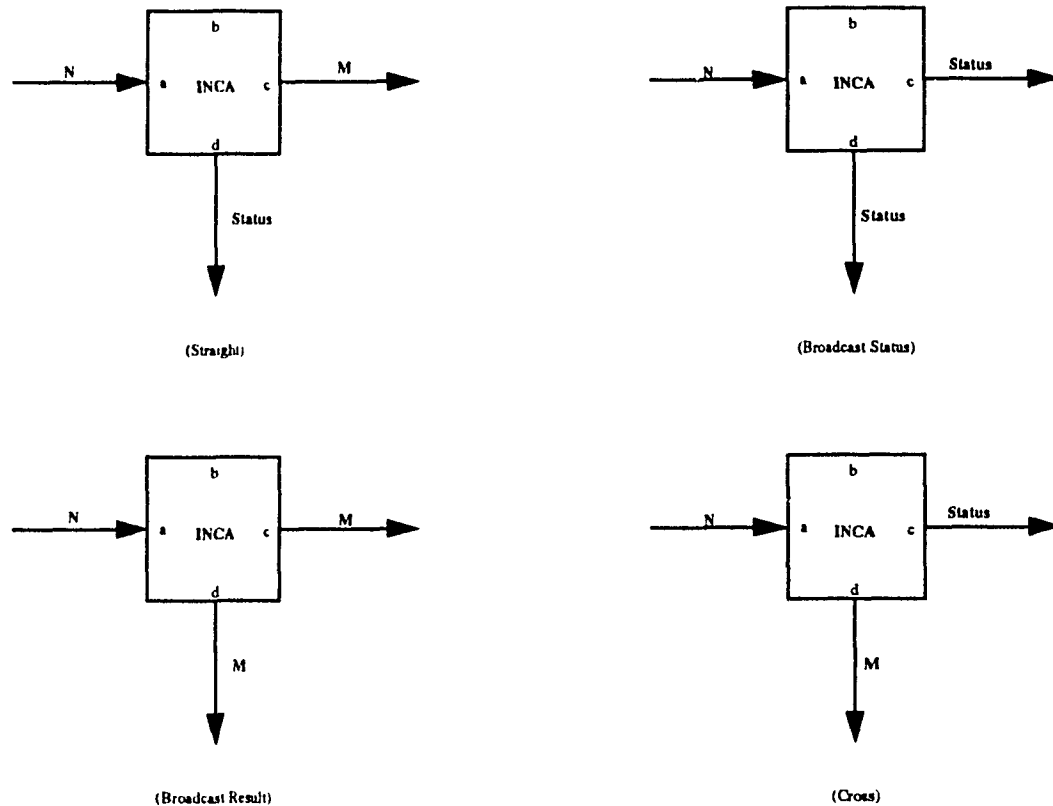 b
N
a INCA c
M
d
Status
(Straight)
b
N
a INCA c
Status
d
Status
(Broadcast Status)
b
N
a INCA c
M
d
M
(Broadcast Result)
b
N
a INCA c
Status
d
M
(Cross)